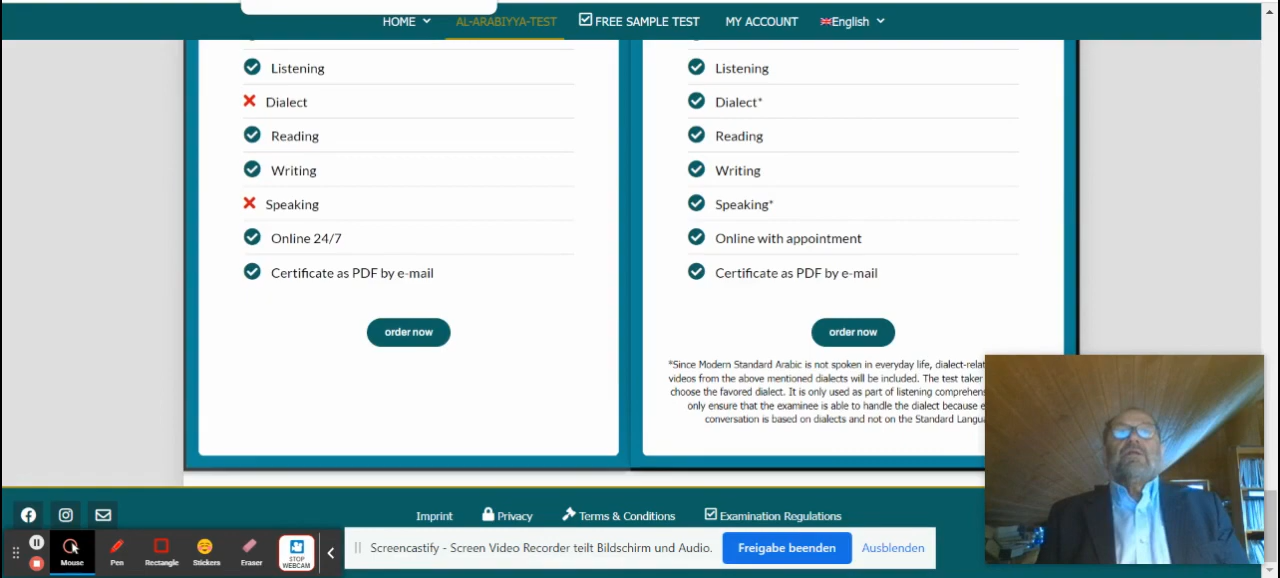 HOME
AL-ARABIYYA-TEST
FREE SAMPLE TEST
MY ACCOUNT
English
Listening
Dialect
Reading
Writing
Speaking
Online 24/7
Certificate as PDF by e-mail
order now
Listening
Dialect*
Reading
Writing
Speaking*
Online with appointment
Certificate as PDF by e-mail
order now
*Since Modern Standard Arabic is not spoken in everyday life, dialect-relat
videos from the above mentioned dialects will be included. The test taker
choose the favored dialect. It is only used as part of listening comprehens
only ensure that the examinee is able to handle the dialect because e
conversation is based on dialects and not on the Standard Langua
Imprint
Privacy
Terms & Conditions
Examination Regulations
Mouse
Pen
Rectangle
Stickers
Eraser
STOP
WEBCAM
Screencastify - Screen Video Recorder teilt Bildschirm und Audio.
Freigabe beenden
Ausblenden